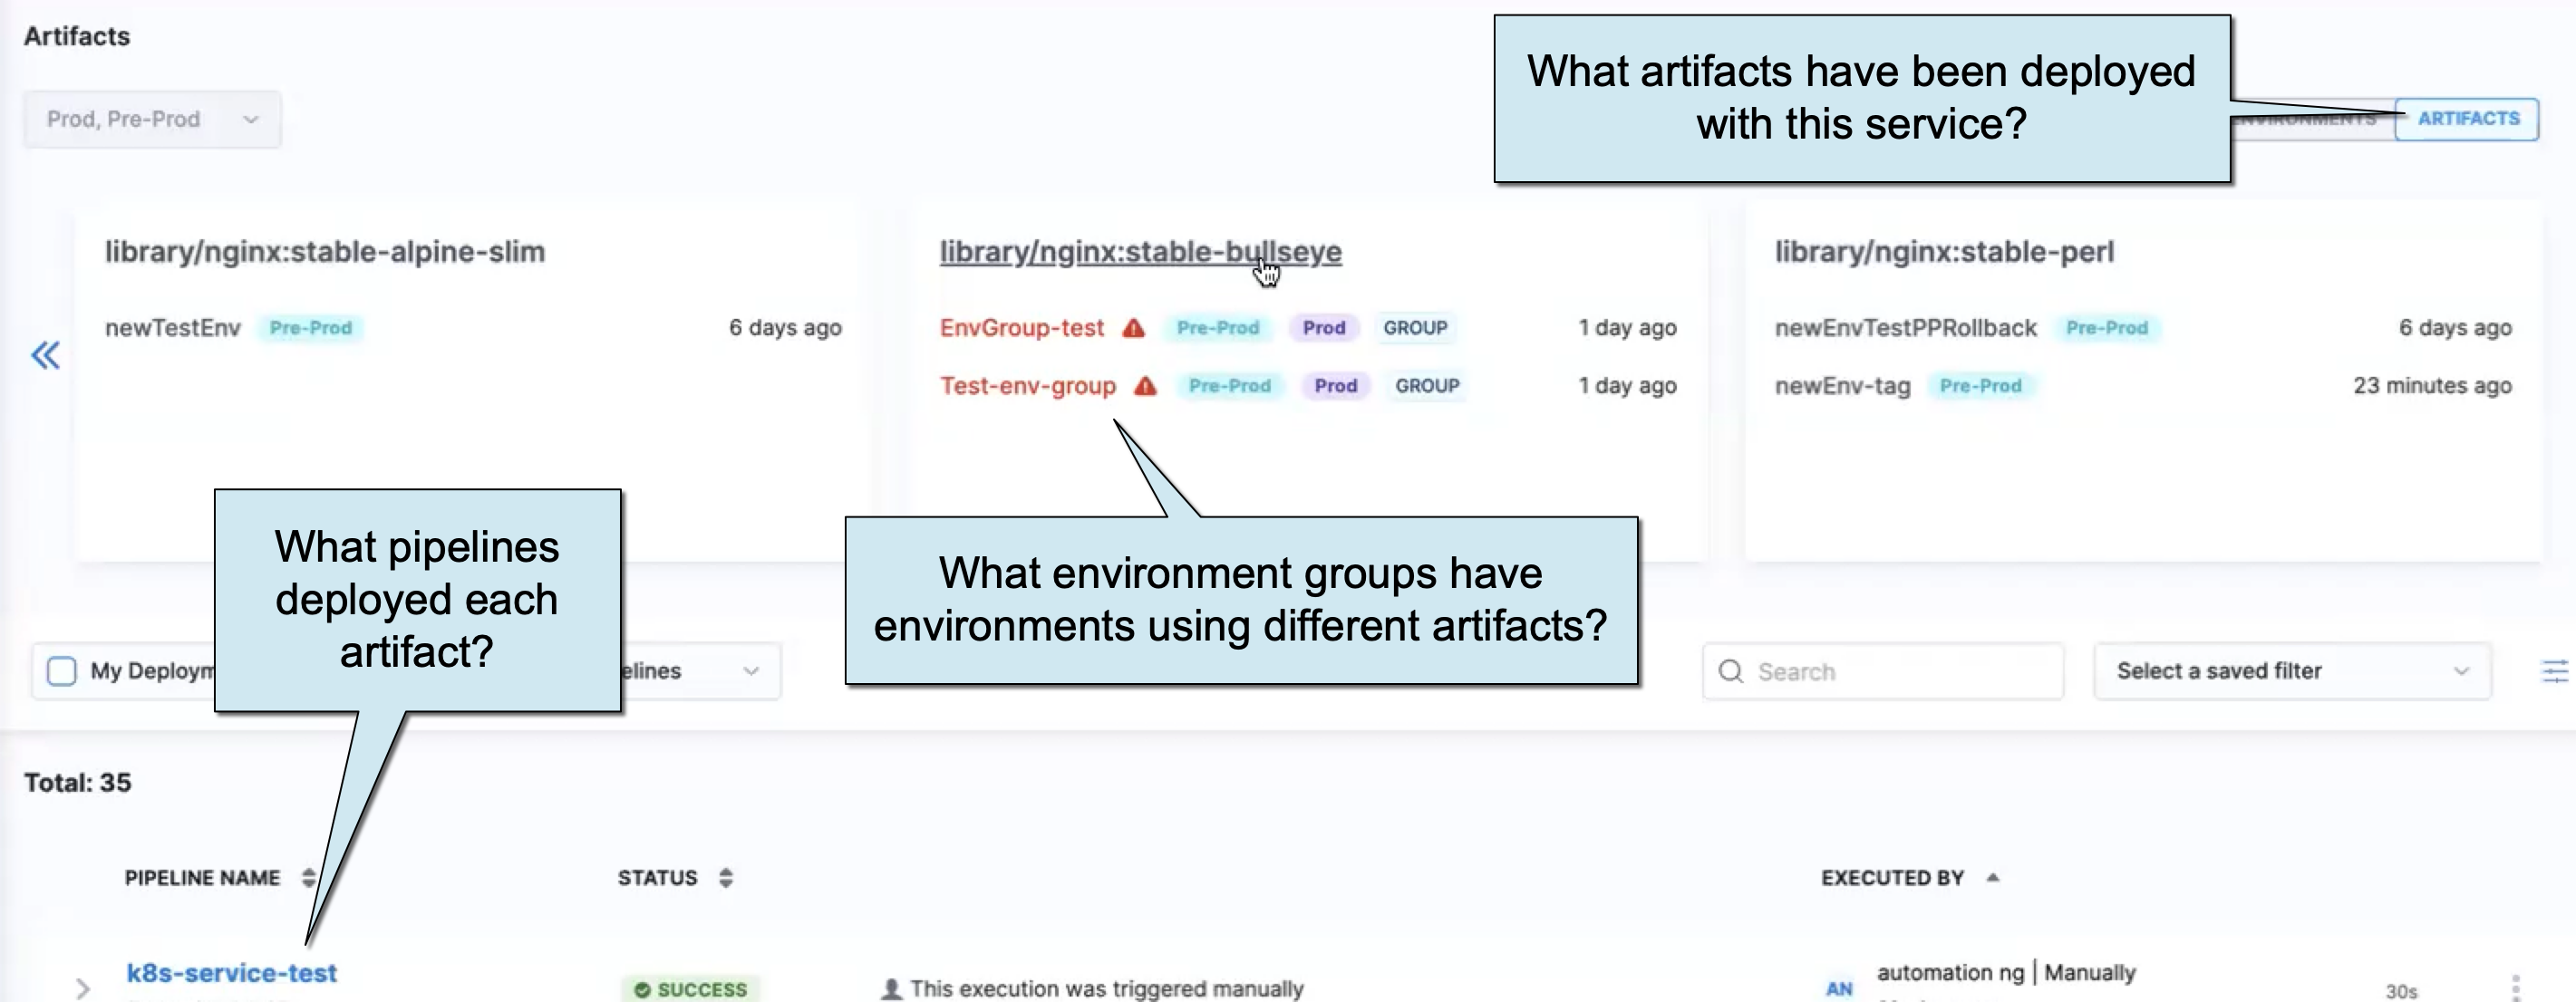 Artifacts
What artifacts have been deployed
with this service?
Prod, Pre-Prod
ARTIFACTS
library/nginx:stable-alpine-slim
newTestEnv Pre-Prod 6 days ago
library/nginx:stable-bullseye
EnvGroup-test Pre-Prod Prod GROUP 1 day ago
Test-env-group Pre-Prod Prod GROUP 1 day ago
library/nginx:stable-perl
newEnvTestPPRollback Pre-Prod 6 days ago
newEnv-tag Pre-Prod 23 minutes ago
What pipelines
deployed each
artifact?
What environment groups have
environments using different artifacts?
My Deploym
elines
Search
Select a saved filter
Total: 35
PIPELINE NAME STATUS EXECUTED BY
k8s-service-test
SUCCESS
This execution was triggered manually
AN
automation ng | Manually
30s